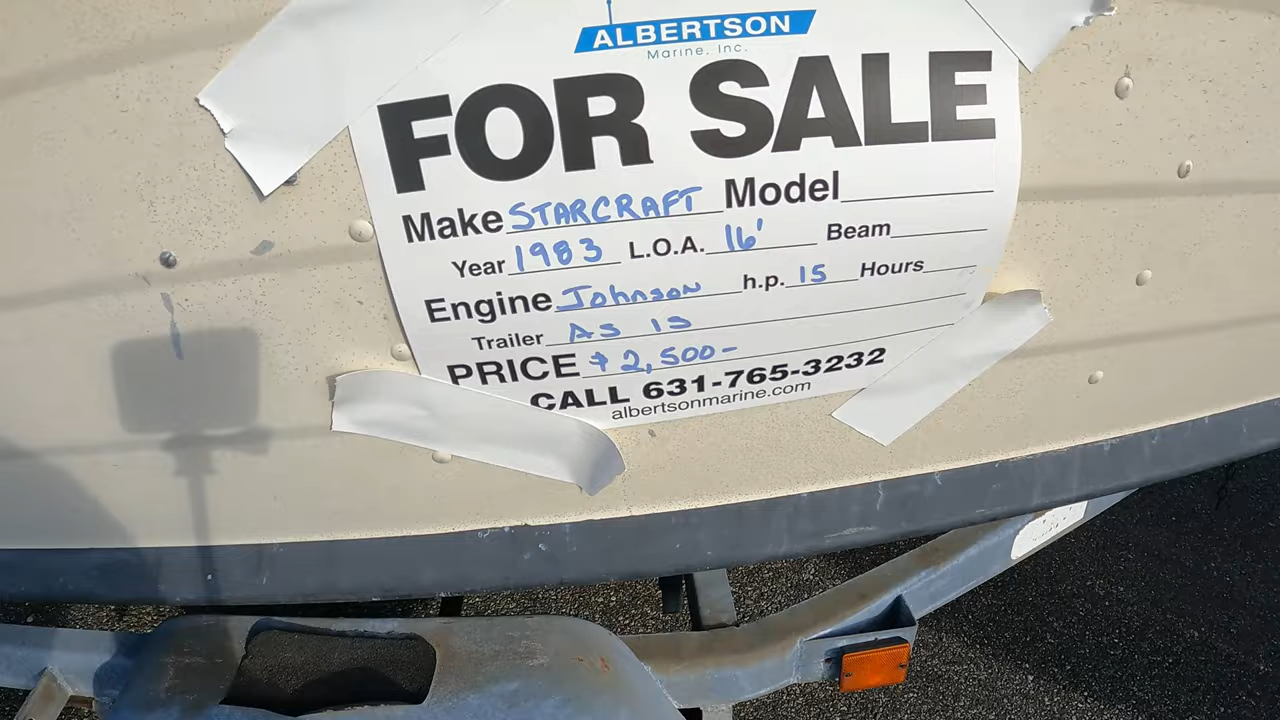 ALBERTSON
Marine, Inc.
FOR SALE
Make STARCRAFT Model
Year 1983 L.O.A. 16' Beam
Engine Johnson h.p. 15 Hours
Trailer AS IS
PRICE $2,500-
CALL 631-765-3232
albertsonmarine.com